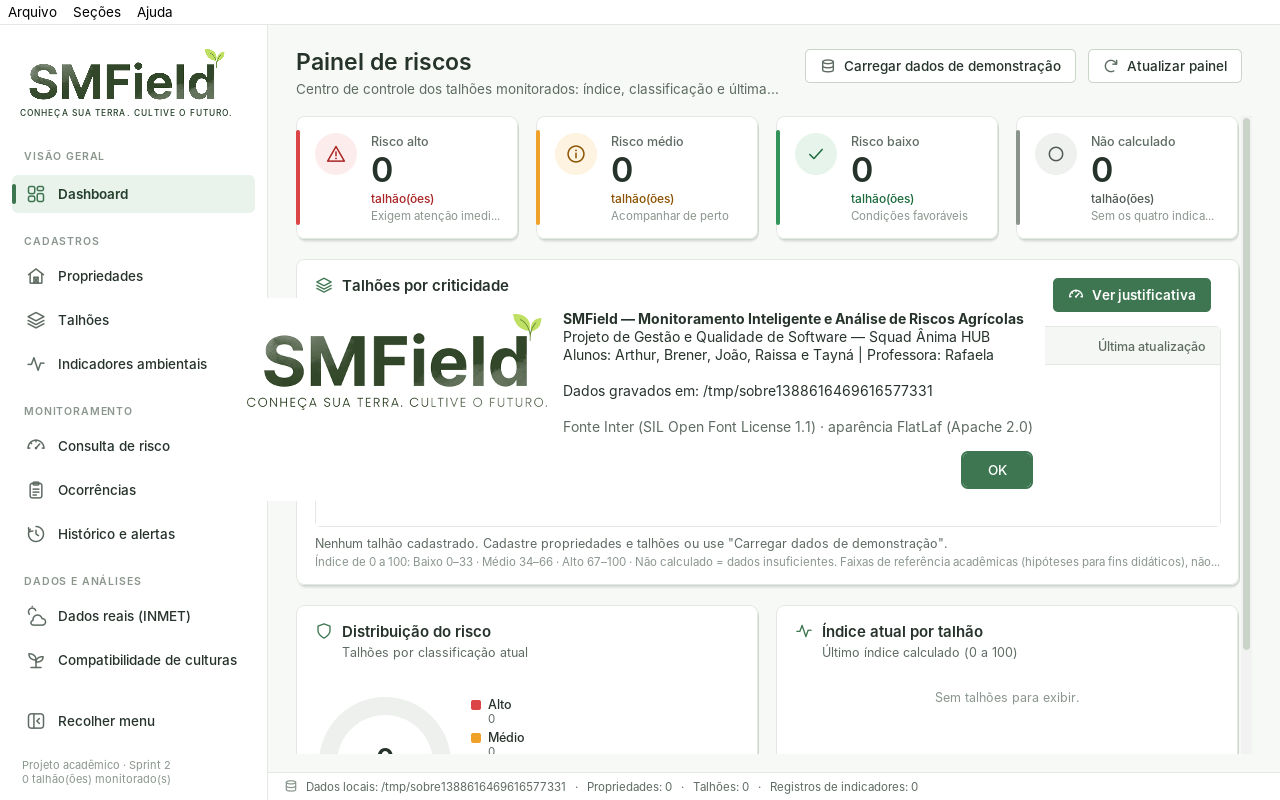 Arquivo Seções Ajuda
SMField
CONHEÇA SUA TERRA. CULTIVE O FUTURO.
VISÃO GERAL
Dashboard
CADASTROS
Propriedades
Talhões
Indicadores ambientais
MONITORAMENTO
Consulta de risco
Ocorrências
Histórico e alertas
DADOS E ANÁLISES
Dados reais (INMET)
Compatibilidade de culturas
Recolher menu
Projeto acadêmico · Sprint 2
0 talhão(ões) monitorado(s)
Painel de riscos
Centro de controle dos talhões monitorados: índice, classificação e última...
Carregar dados de demonstração
Atualizar painel
Risco alto
0
talhão(ões)
Exigem atenção imedi...
Risco médio
0
talhão(ões)
Acompanhar de perto
Risco baixo
0
talhão(ões)
Condições favoráveis
Não calculado
0
talhão(ões)
Sem os quatro indica...
Talhões por criticidade
Ver justificativa
Última atualização
SMField
CONHEÇA SUA TERRA. CULTIVE O FUTURO.
SMField — Monitoramento Inteligente e Análise de Riscos Agrícolas
Projeto de Gestão e Qualidade de Software — Squad Ânima HUB
Alunos: Arthur, Brener, João, Raissa e Tayná | Professora: Rafaela
Dados gravados em: /tmp/sobre1388616469616577331
Fonte Inter (SIL Open Font License 1.1) · aparência FlatLaf (Apache 2.0)
OK
Nenhum talhão cadastrado. Cadastre propriedades e talhões ou use "Carregar dados de demonstração".
Índice de 0 a 100: Baixo 0–33 · Médio 34–66 · Alto 67–100 · Não calculado = dados insuficientes. Faixas de referência acadêmicas (hipóteses para fins didáticos), não...
Distribuição do risco
Talhões por classificação atual
0
Alto
0
Médio
0
Índice atual por talhão
Último índice calculado (0 a 100)
Sem talhões para exibir.
Dados locais: /tmp/sobre1388616469616577331 · Propriedades: 0 · Talhões: 0 · Registros de indicadores: 0